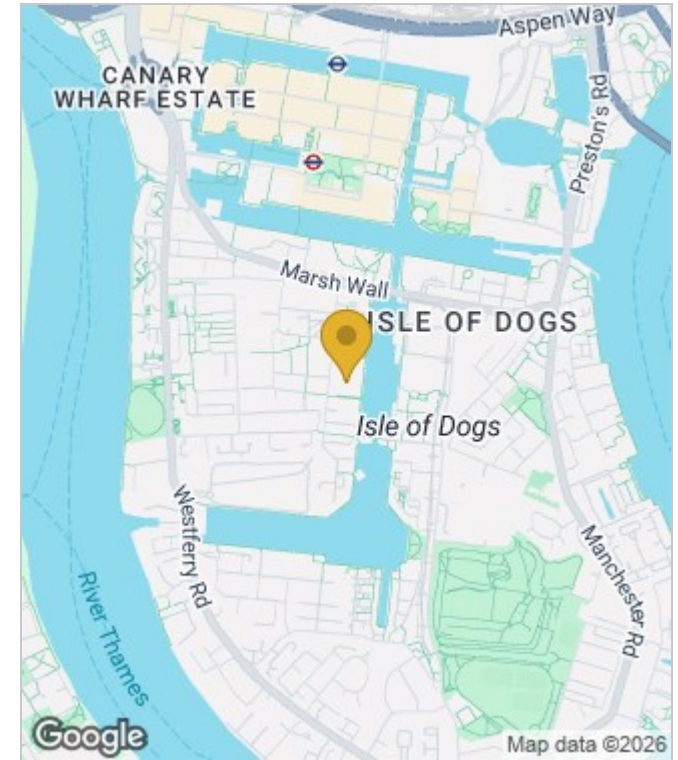 Aspen Way
CANARY
WHARF ESTATE
Preston's Rd
Marsh Wall
ISLE OF DOGS
Isle of Dogs
Westferry Rd
Manchester Rd
River Thames
Google
Map data ©2026